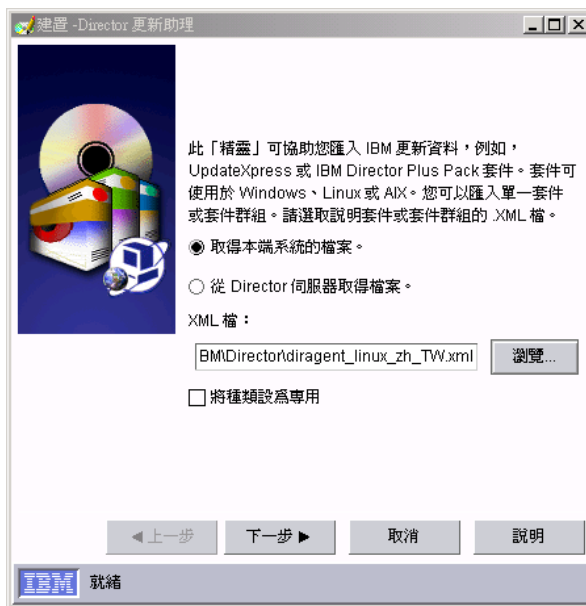 建置 -Director 更新助理
此「精靈」可協助您匯入 IBM 更新資料，例如，
UpdateXpress 或 IBM Director Plus Pack 套件。套件可
使用於 Windows、Linux 或 AIX。您可以匯入單一套件
或套件群組。請選取說明套件或套件群組的 .XML 檔。
取得本端系統的檔案。
從 Director 伺服器取得檔案。
XML 檔：
BM\Director\diragent_linux_zh_TW.xml 瀏覽...
將種類設為專用
上一步 下一步 取消 說明
IBM 就緒